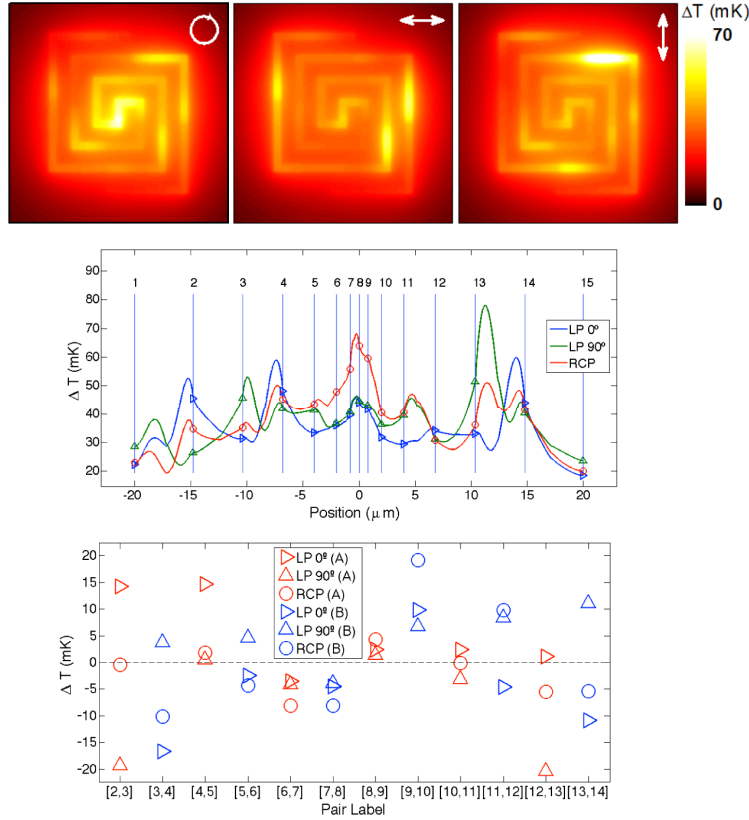 ΔT (mK)
70
0
ΔT (mK)
90
80
70
60
50
40
30
20
1 2 3 4 5 6 7 8 9 10 11 12 13 14 15
LP 0º
LP 90º
RCP
-20 -15 -10 -5 0 5 10 15 20
Position (μm)
ΔT (mK)
20
15
10
5
0
-5
-10
-15
-20
LP 0º (A)
LP 90º (A)
RCP (A)
LP 0º (B)
LP 90º (B)
RCP (B)
[2,3] [3,4] [4,5] [5,6] [6,7] [7,8] [8,9] [9,10] [10,11] [11,12] [12,13] [13,14]
Pair Label